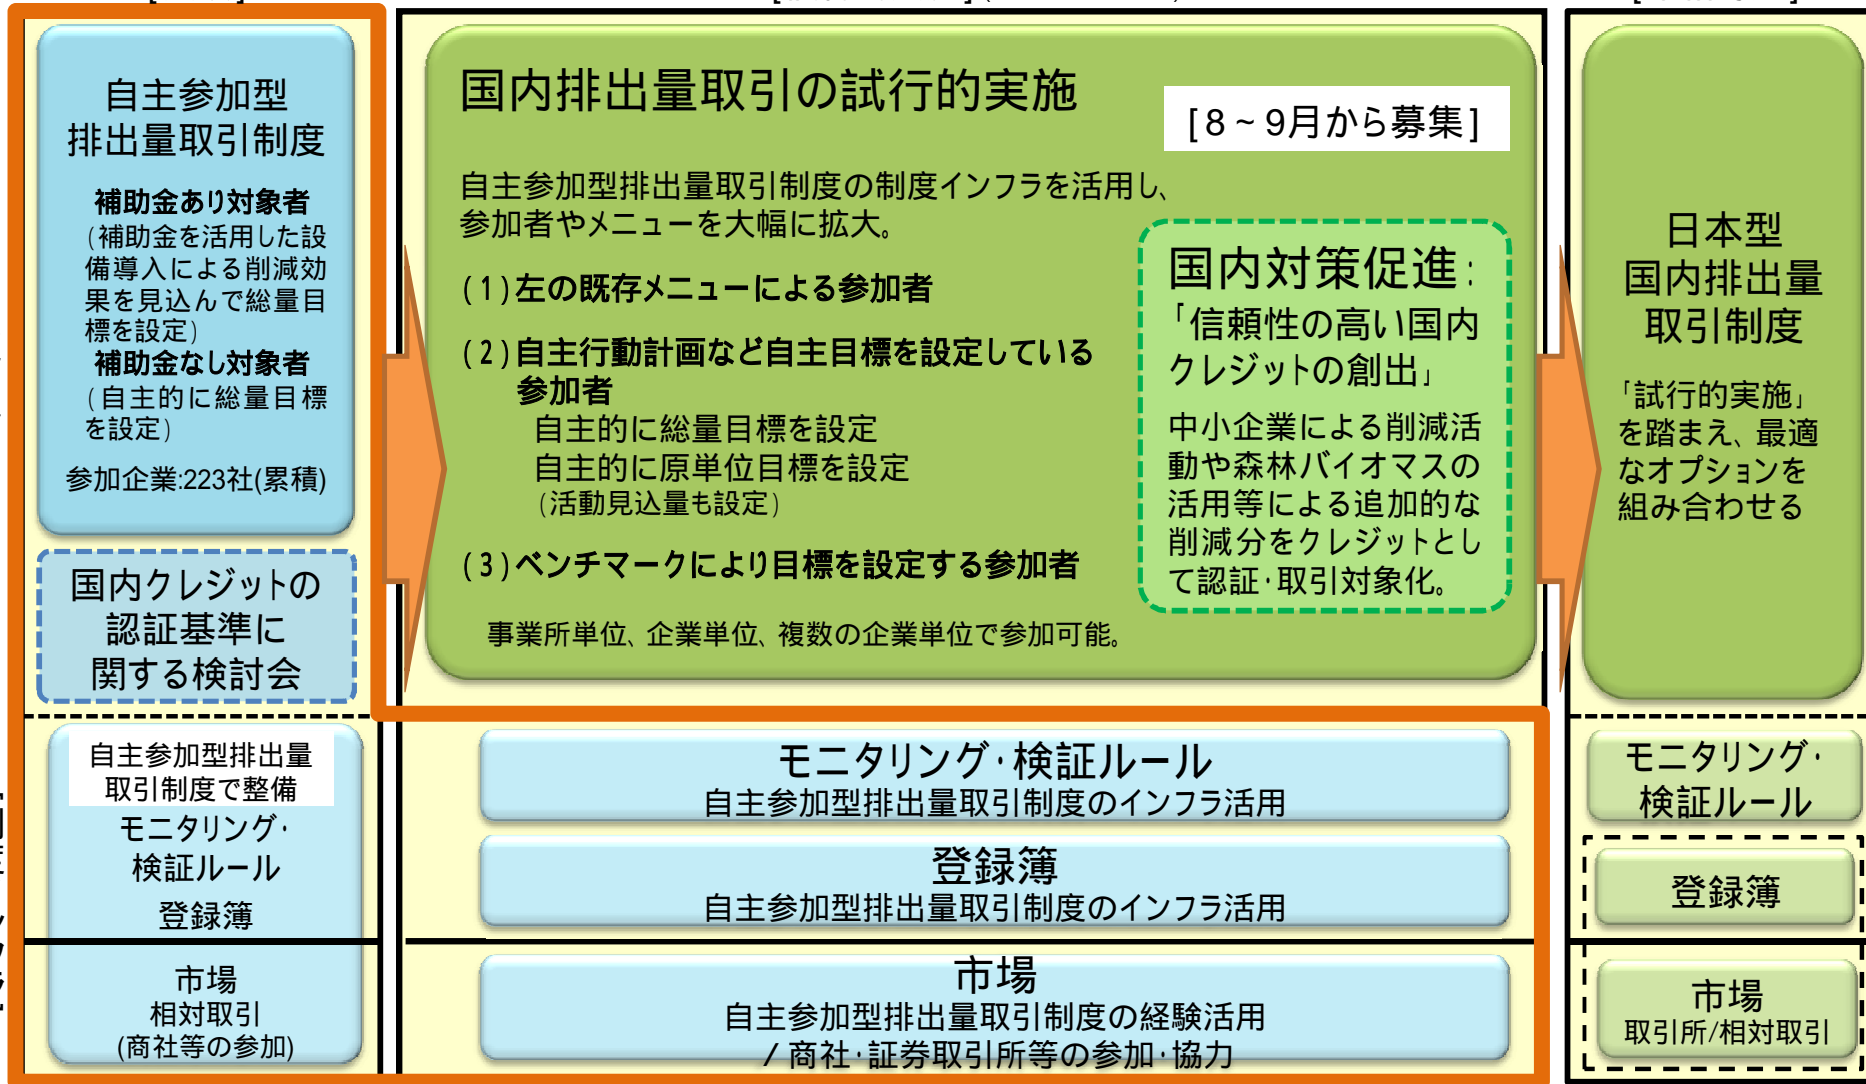 自主参加型
排出量取引制度
補助金あり対象者
(補助金を活用した設
備導入による削減効
果を見込んで総量目
標を設定)
補助金なし対象者
(自主的に総量目標
を設定)
参加企業:223社(累積)
国内クレジットの
認証基準に
関する検討会
自主参加型排出量
取引制度で整備
モニタリング・
検証ルール
登録簿
市場
相対取引
(商社等の参加)
国内排出量取引の試行的実施
[8~9月から募集]
自主参加型排出量取引制度の制度インフラを活用し、
参加者やメニューを大幅に拡大。
(1)左の既存メニューによる参加者
(2)自主行動計画など自主目標を設定している
参加者
自主的に総量目標を設定
自主的に原単位目標を設定
(活動見込量も設定)
(3)ベンチマークにより目標を設定する参加者
事業所単位、企業単位、複数の企業単位で参加可能。
国内対策促進:
「信頼性の高い国内
クレジットの創出」
中小企業による削減活
動や森林バイオマスの
活用等による追加的な
削減分をクレジットとし
て認証・取引対象化。
モニタリング・検証ルール
自主参加型排出量取引制度のインフラ活用
登録簿
自主参加型排出量取引制度のインフラ活用
市場
自主参加型排出量取引制度の経験活用
/商社・証券取引所等の参加・協力
日本型
国内排出量
取引制度
「試行的実施」
を踏まえ、最適
なオプションを
組み合わせる
モニタリング・
検証ルール
登録簿
市場
取引所/相対取引